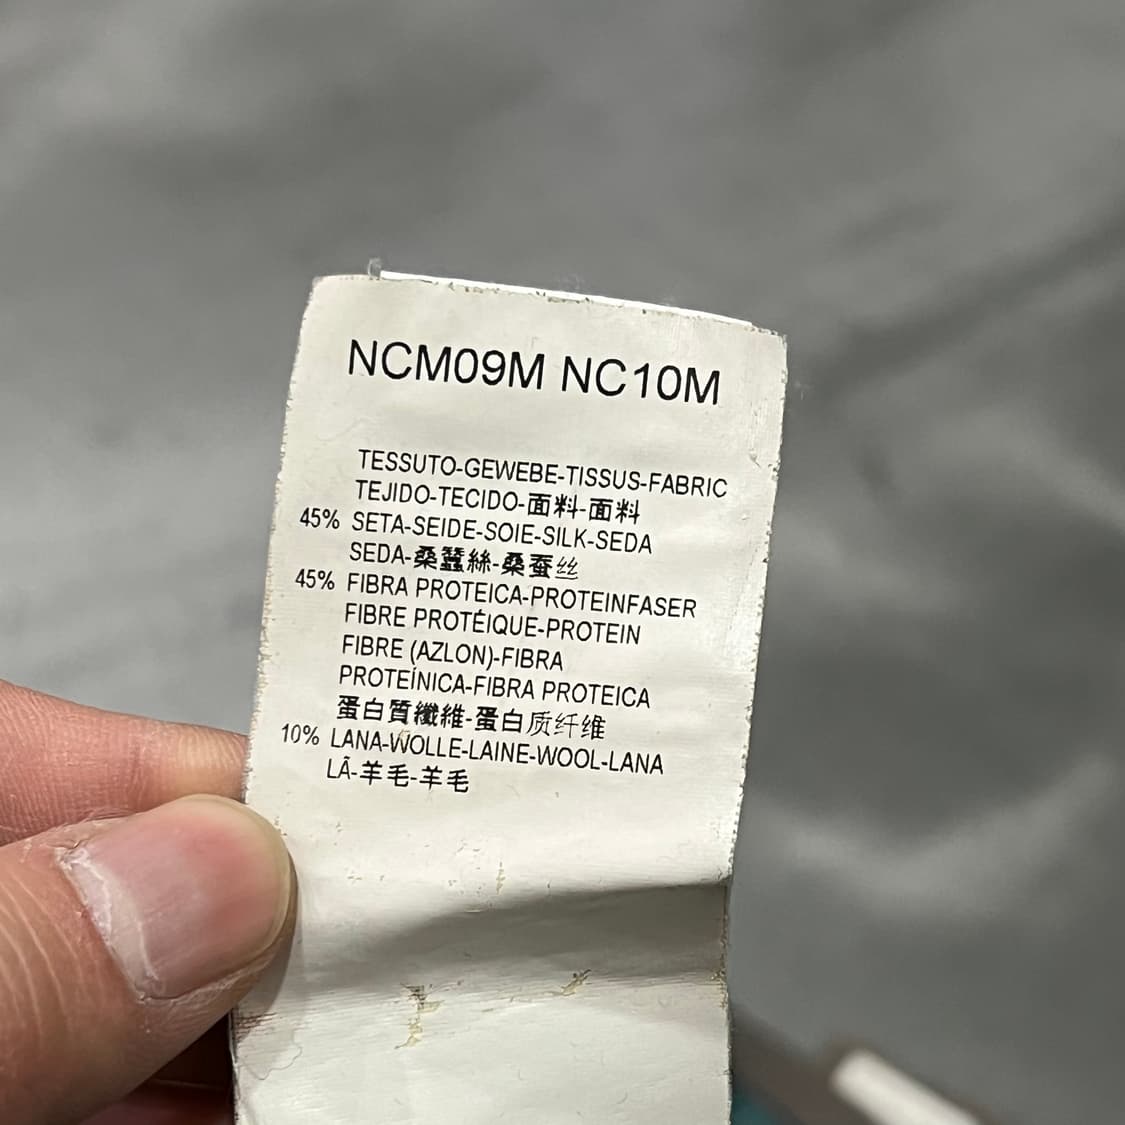 NCM09M NC10M
TESSUTO-GEWEBE-TISSUS-FABRIC
TEJIDO-TECIDO-面料-面料
45% SETA-SEIDE-SOIE-SILK-SEDA
SEDA-桑蠶絲-桑蚕丝
45% FIBRA PROTEICA-PROTEINFASER
FIBRE PROTÉIQUE-PROTEIN
FIBRE (AZLON)-FIBRA
PROTEÍNICA-FIBRA PROTEICA
蛋白質纖維-蛋白质纤维
10% LANA-WOLLE-LAINE-WOOL-LANA
LÃ-羊毛-羊毛